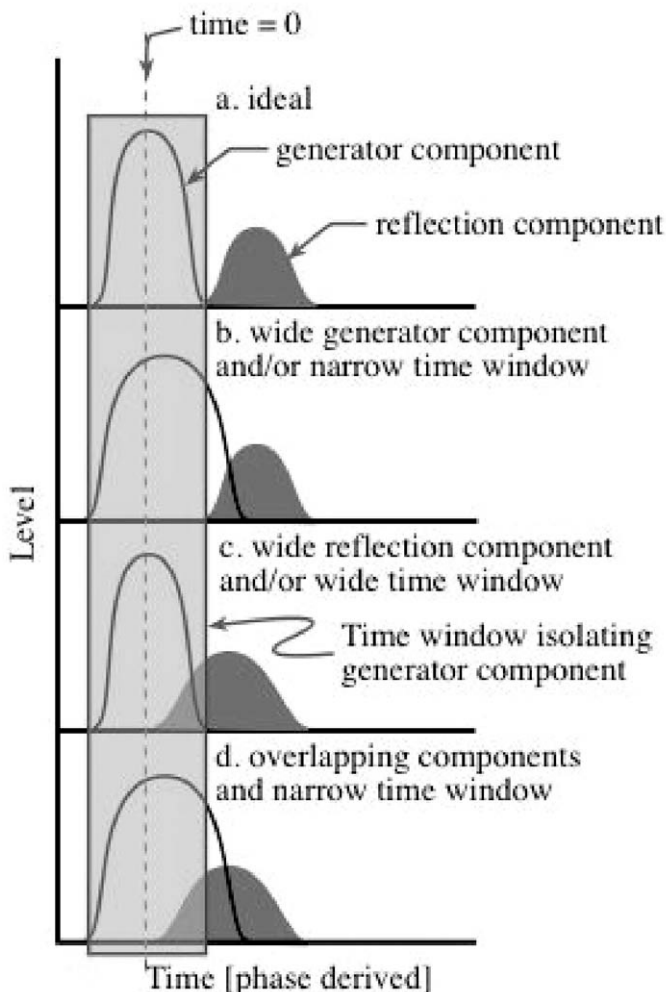 time = 0
a. ideal
generator component
reflection component
b. wide generator component
and/or narrow time window
Level
c. wide reflection component
and/or wide time window
Time window isolating
generator component
d. overlapping components
and narrow time window
Time [phase derived]